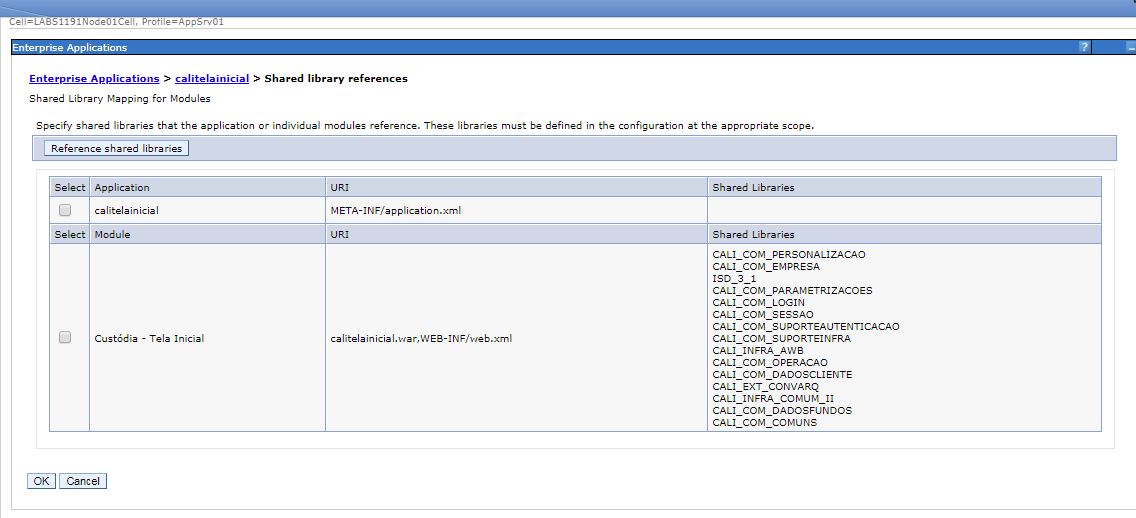 Cell=LABS1191Node01Cell, Profile=AppSrv01
Enterprise Applications ?
Enterprise Applications > calitelainicial > Shared library references
Shared Library Mapping for Modules
Specify shared libraries that the application or individual modules reference. These libraries must be defined in the configuration at the appropriate scope.
Reference shared libraries
Select Application URI Shared Libraries
calitelainicial META-INF/application.xml
Select Module URI Shared Libraries
Custódia - Tela Inicial calitelainicial.war,WEB-INF/web.xml
CALI_COM_PERSONALIZACAO
CALI_COM_EMPRESA
ISD_3_1
CALI_COM_PARAMETRIZACOES
CALI_COM_LOGIN
CALI_COM_SESSAO
CALI_COM_SUPORTEAUTENTICACAO
CALI_COM_SUPORTEINFRA
CALI_INFRA_AWB
CALI_COM_OPERACAO
CALI_COM_DADOSCLIENTE
CALI_EXT_CONVARQ
CALI_INFRA_COMUM_II
CALI_COM_DADOSFUNDOS
CALI_COM_COMUNS
OK Cancel